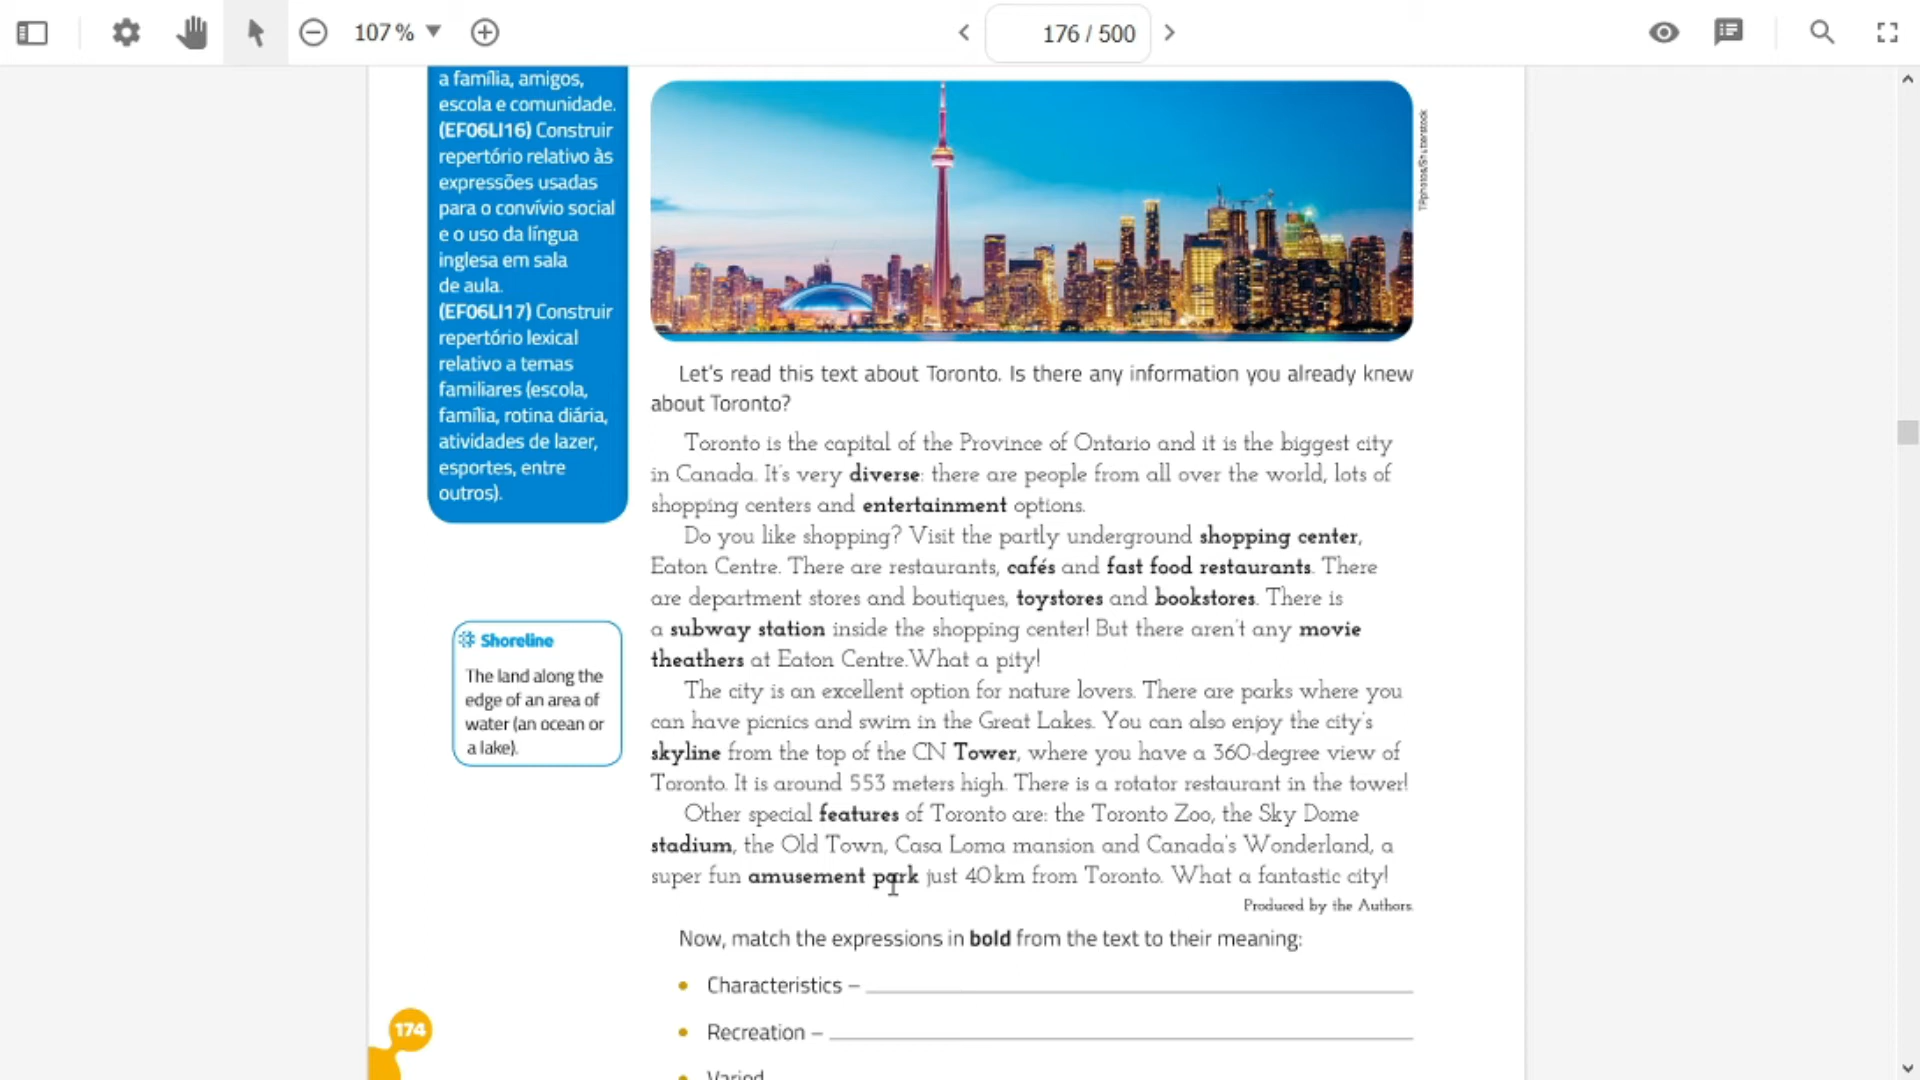 107 %
176 / 500
a família, amigos,
escola e comunidade.
(EF06LI16) Construir
repertório relativo às
expressões usadas
para o convívio social
e o uso da língua
inglesa em sala
de aula.
(EF06LI17) Construir
repertório lexical
relativo a temas
familiares (escola,
família, rotina diária,
atividades de lazer,
esportes, entre
outros).
Shoreline
The land along the
edge of an area of
water (an ocean or
a lake).
174
TRphotos/Shutterstock
Let's read this text about Toronto. Is there any information you already knew
about Toronto?
Toronto is the capital of the Province of Ontario and it is the biggest city
in Canada. It's very diverse: there are people from all over the world, lots of
shopping centers and entertainment options.
Do you like shopping? Visit the partly underground shopping center,
Eaton Centre. There are restaurants, cafés and fast food restaurants. There
are department stores and boutiques, toystores and bookstores. There is
a subway station inside the shopping center! But there aren't any movie
theathers at Eaton Centre.What a pity!
The city is an excellent option for nature lovers. There are parks where you
can have picnics and swim in the Great Lakes. You can also enjoy the city's
skyline from the top of the CN Tower, where you have a 360-degree view of
Toronto. It is around 553 meters high. There is a rotator restaurant in the tower!
Other special features of Toronto are: the Toronto Zoo, the Sky Dome
stadium, the Old Town, Casa Loma mansion and Canada's Wonderland, a
super fun amusement park just 40 km from Toronto. What a fantastic city!
Produced by the Authors.
Now, match the expressions in bold from the text to their meaning:
• Characteristics –
• Recreation –
• Varied